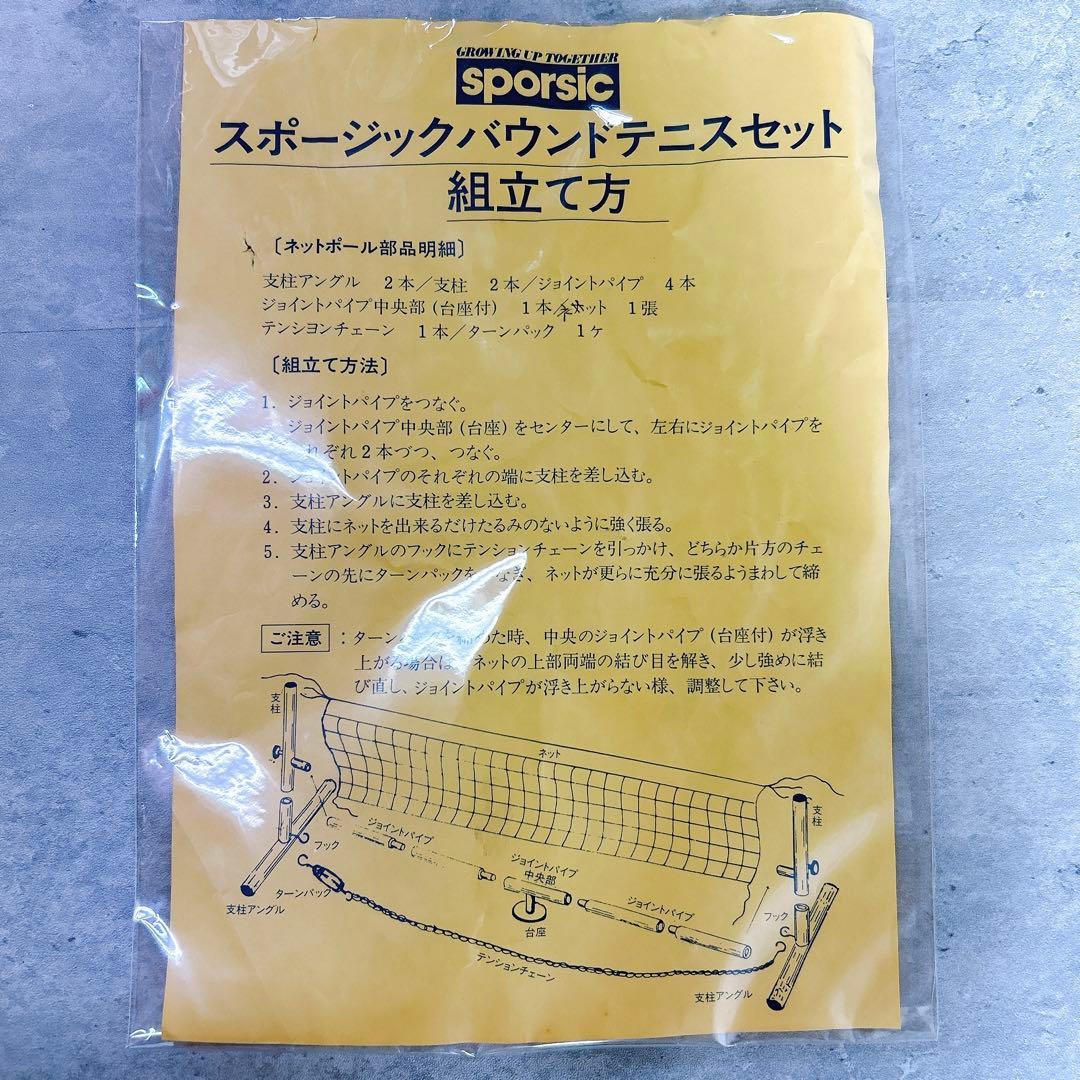 GROWING UP TOGETHER
sporsic
スポージックバウンドテニスセット
組立て方
〔ネットポール部品明細〕
支柱アングル 2本／支柱 2本／ジョイントパイプ 4本
ジョイントパイプ中央部(台座付) 1本／ネット 1張
テンションチェーン 1本／ターンパック 1ヶ
〔組立て方法〕
1. ジョイントパイプをつなぐ。
ジョイントパイプ中央部(台座)をセンターにして、左右にジョイントパイプを
れぞれ2本づつ、つなぐ。
2. ントパイプのそれぞれの端に支柱を差し込む。
3. 支柱アングルに支柱を差し込む。
4. 支柱にネットを出来るだけたるみのないように強く張る。
5. 支柱アングルのフックにテンションチェーンを引っかけ、どちらか片方のチェ
ーンの先にターンパックを なぎ、ネットが更らに充分に張るようまわして締
める。
ご注意 : ターン た時、中央のジョイントパイプ(台座付)が浮き
上がる場合は ネットの上部両端の結び目を解き、少し強めに結
び直し、ジョイントパイプが浮き上がらない様、調整して下さい。
支柱
ネット
支柱
ジョイントパイプ
フック
ジョイントパイプ
中央部
ターンパック
ジョイントパイプ
支柱アングル
フック
台座
テンションチェーン
支柱アングル